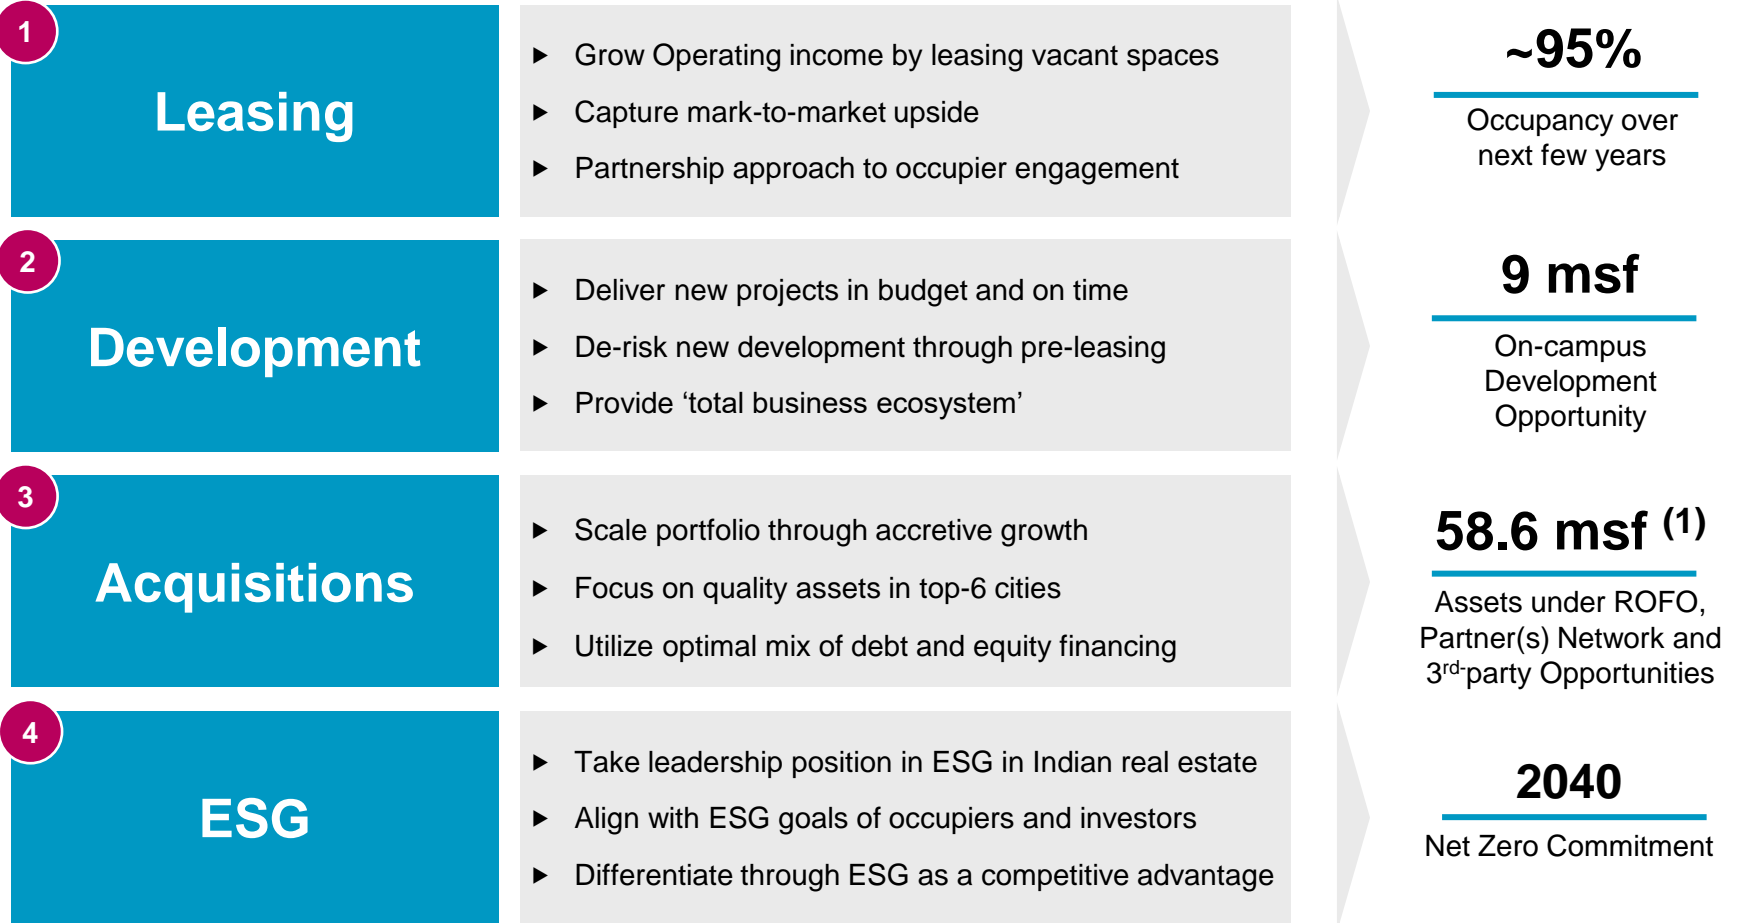 1
Leasing
► Grow Operating income by leasing vacant spaces
► Capture mark-to-market upside
► Partnership approach to occupier engagement
~95%
Occupancy over
next few years
2
Development
► Deliver new projects in budget and on time
► De-risk new development through pre-leasing
► Provide ‘total business ecosystem’
9 msf
On-campus
Development
Opportunity
3
Acquisitions
► Scale portfolio through accretive growth
► Focus on quality assets in top-6 cities
► Utilize optimal mix of debt and equity financing
58.6 msf (1)
Assets under ROFO,
Partner(s) Network and
3rd-party Opportunities
4
ESG
► Take leadership position in ESG in Indian real estate
► Align with ESG goals of occupiers and investors
► Differentiate through ESG as a competitive advantage
2040
Net Zero Commitment